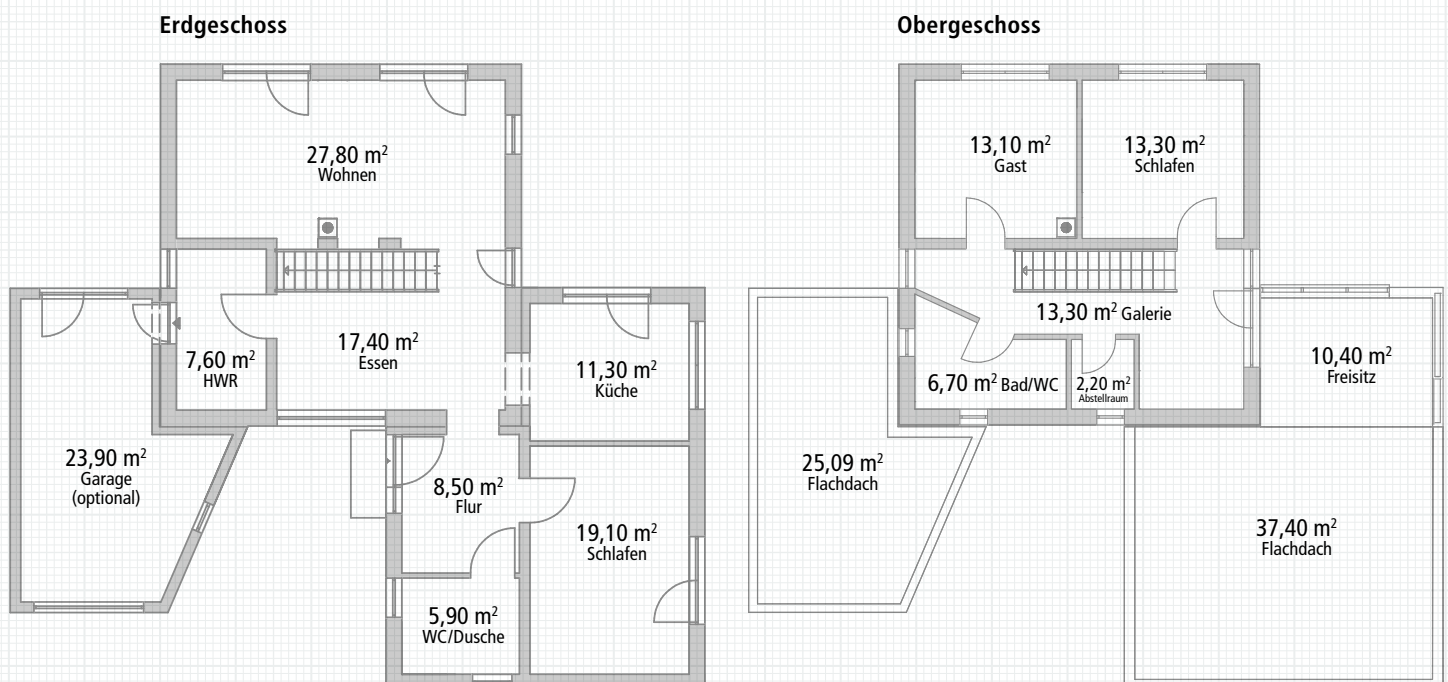 Erdgeschoss
27,80 m²
Wohnen
7,60 m²
HWR
17,40 m²
Essen
11,30 m²
Küche
23,90 m²
Garage
(optional)
8,50 m²
Flur
19,10 m²
Schlafen
5,90 m²
WC/Dusche
Obergeschoss
13,10 m²
Gast
13,30 m²
Schlafen
13,30 m² Galerie
6,70 m² Bad/WC
2,20 m²
Abstellraum
10,40 m²
Freisitz
25,09 m²
Flachdach
37,40 m²
Flachdach